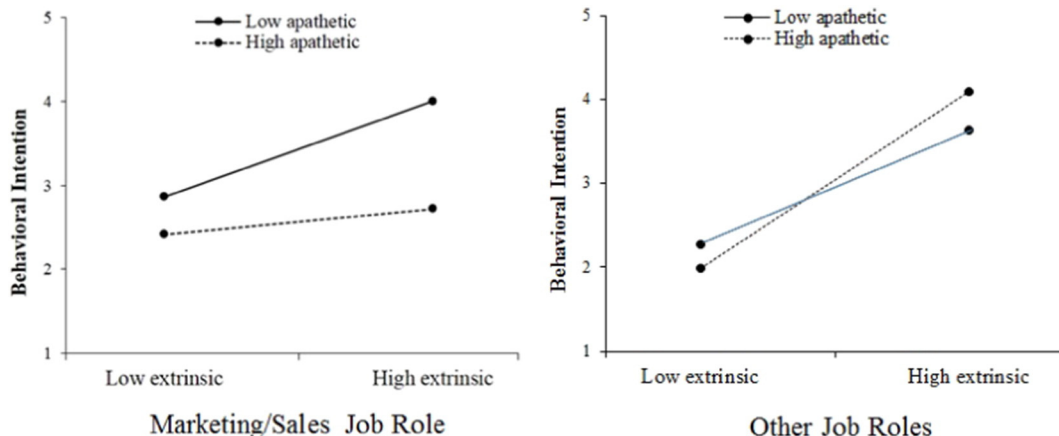 5
4
3
2
1
Behavioral Intention
Low apathetic
High apathetic
Low extrinsic
High extrinsic
Marketing/Sales Job Role
5
4
3
2
1
Behavioral Intention
Low apathetic
High apathetic
Low extrinsic
High extrinsic
Other Job Roles